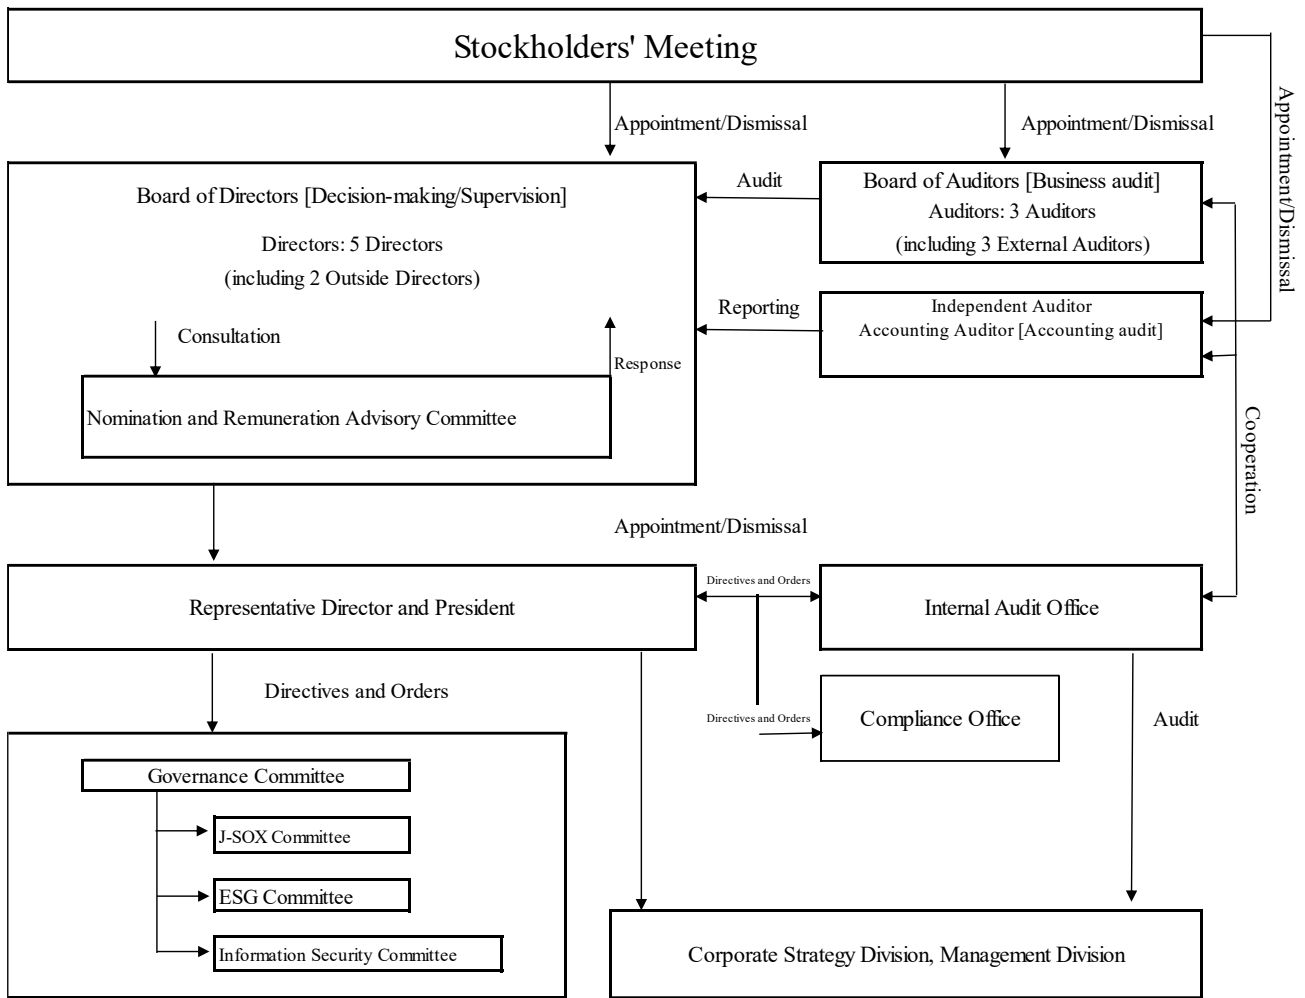 Stockholders' Meeting
Appointment/Dismissal
Appointment/Dismissal
Appointment/Dismissal
Board of Directors [Decision-making/Supervision]
Directors: 5 Directors
(including 2 Outside Directors)
Audit
Board of Auditors [Business audit]
Auditors: 3 Auditors
(including 3 External Auditors)
Reporting
Independent Auditor
Accounting Auditor [Accounting audit]
Consultation
Response
Nomination and Remuneration Advisory Committee
Cooperation
Appointment/Dismissal
Representative Director and President
Directives and Orders
Internal Audit Office
Directives and Orders
Directives and Orders
Compliance Office
Audit
Governance Committee
J-SOX Committee
ESG Committee
Information Security Committee
Corporate Strategy Division, Management Division